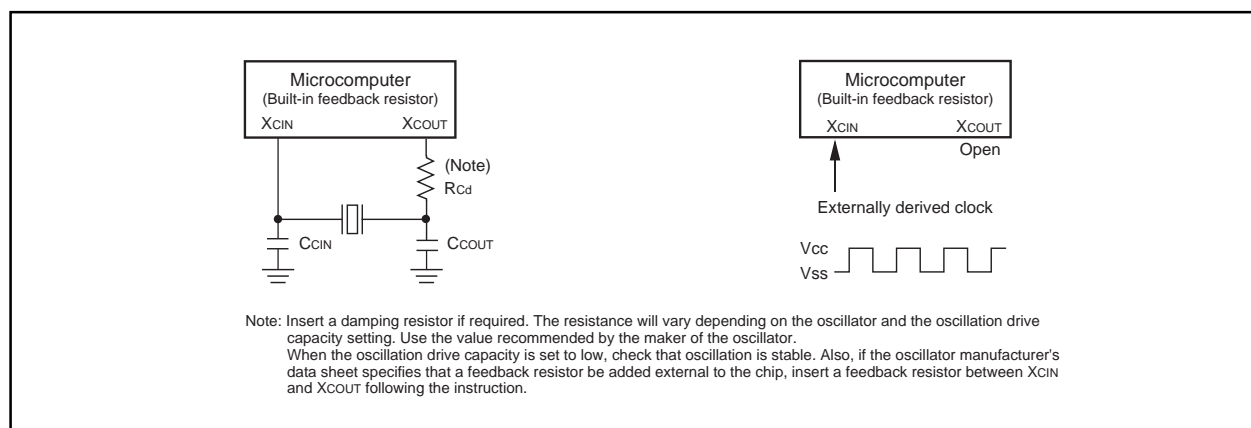 Microcomputer
(Built-in feedback resistor)
XCIN XCOUT
(Note)
RCd
CCIN
CCOUT
Microcomputer
(Built-in feedback resistor)
XCIN XCOUT
Open
Externally derived clock
Vcc
Vss
Note: Insert a damping resistor if required. The resistance will vary depending on the oscillator and the oscillation drive
capacity setting. Use the value recommended by the maker of the oscillator.
When the oscillation drive capacity is set to low, check that oscillation is stable. Also, if the oscillator manufacturer's
data sheet specifies that a feedback resistor be added external to the chip, insert a feedback resistor between XCIN
and XCOUT following the instruction.